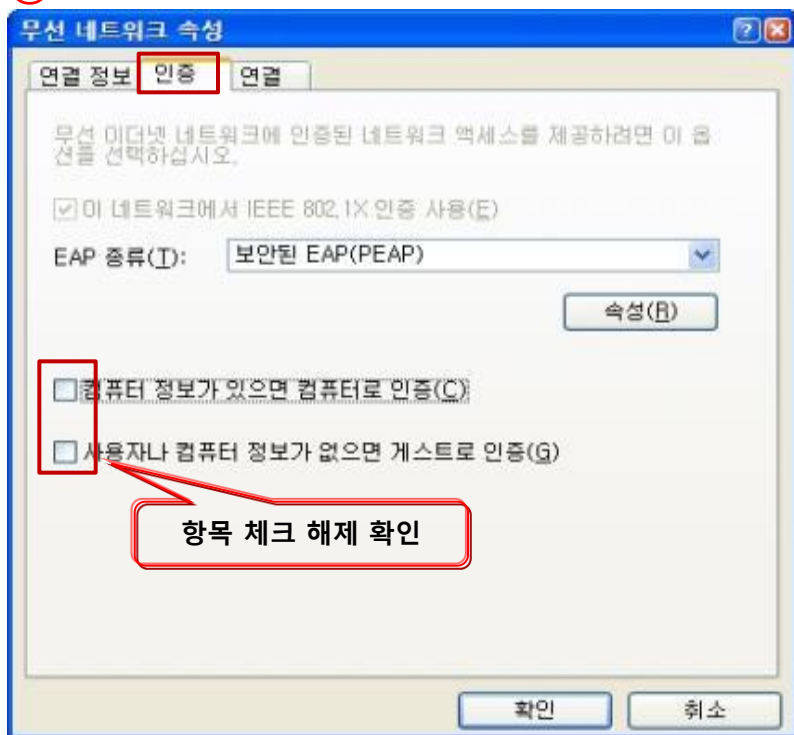 무선 네트워크 속성
연결 정보 인증 연결
무선 이더넷 네트워크에 인증된 네트워크 액세스를 제공하려면 이 옵
션을 선택하십시오.
이 네트워크에서 IEEE 802.1X 인증 사용(E)
EAP 종류(T): 보안된 EAP(PEAP)
속성(R)
컴퓨터 정보가 있으면 컴퓨터로 인증(C)
사용자나 컴퓨터 정보가 없으면 게스트로 인증(G)
항목 체크 해제 확인
확인 취소